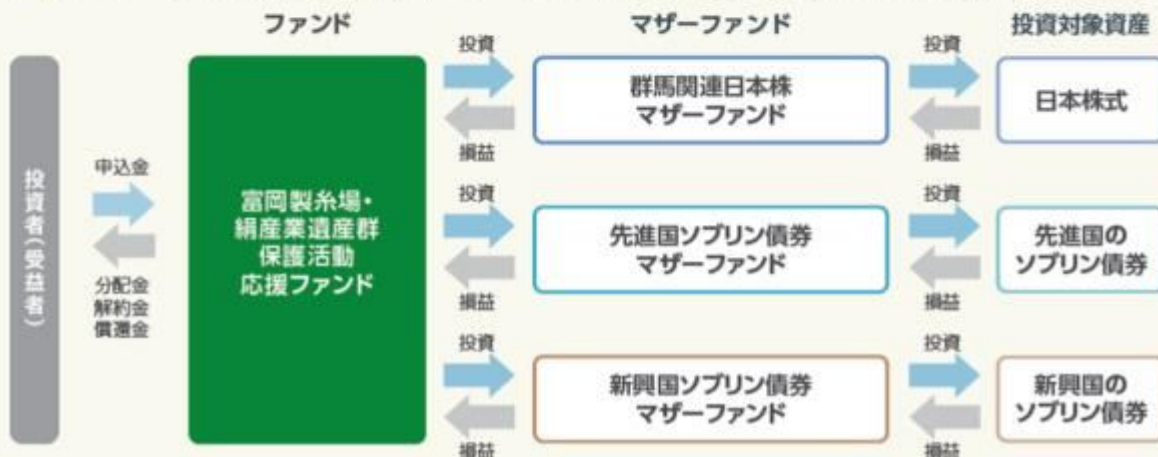 ファンド
マザーファンド
投資対象資産
投資者(受益者)
申込金
分配金
解約金
償還金
富岡製糸場・
絹産業遺産群
保護活動
応援ファンド
投資
損益
群馬関連日本株
マザーファンド
投資
損益
日本株式
投資
損益
先進国ソブリン債券
マザーファンド
投資
損益
先進国の
ソブリン債券
投資
損益
新興国ソブリン債券
マザーファンド
投資
損益
新興国の
ソブリン債券